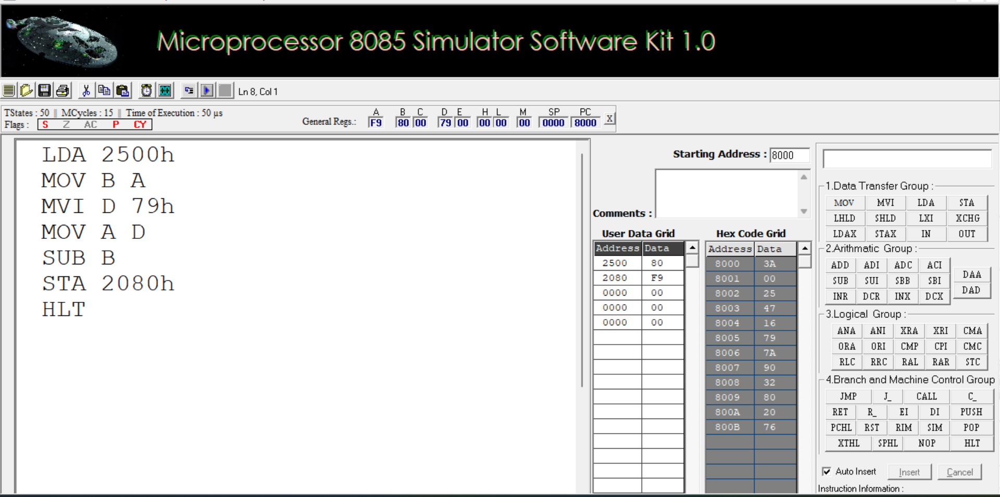 Microprocessor 8085 Simulator Software Kit 1.0
Ln 8, Col 1
TStates : 50 || MCycles : 15 || Time of Execution : 50 µs
Flags : S Z AC P CY
General Regs.: A B C D E H L M SP PC X
F9 80 00 79 00 00 00 00 0000 8000
LDA 2500h
MOV B A
MVI D 79h
MOV A D
SUB B
STA 2080h
HLT
Starting Address : 8000
Comments :
User Data Grid
Address Data
2500 80
2080 F9
0000 00
0000 00
0000 00
Hex Code Grid
Address Data
8000 3A
8001 00
8002 25
8003 47
8004 16
8005 79
8006 7A
8007 90
8008 32
8009 80
800A 20
800B 76
1.Data Transfer Group :
MOV MVI LDA STA
LHLD SHLD LXI XCHG
LDAX STAX IN OUT
2.Arithmatic Group :
ADD ADI ADC ACI
SUB SUI SBB SBI
INR DCR INX DCX
DAA
DAD
3.Logical Group :
ANA ANI XRA XRI CMA
ORA ORI CMP CPI CMC
RLC RRC RAL RAR STC
4.Branch and Machine Control Group
JMP J_ CALL C_
RET R_ EI DI PUSH
PCHL RST RIM SIM POP
XTHL SPHL NOP HLT
Auto Insert Insert Cancel
Instruction Information :